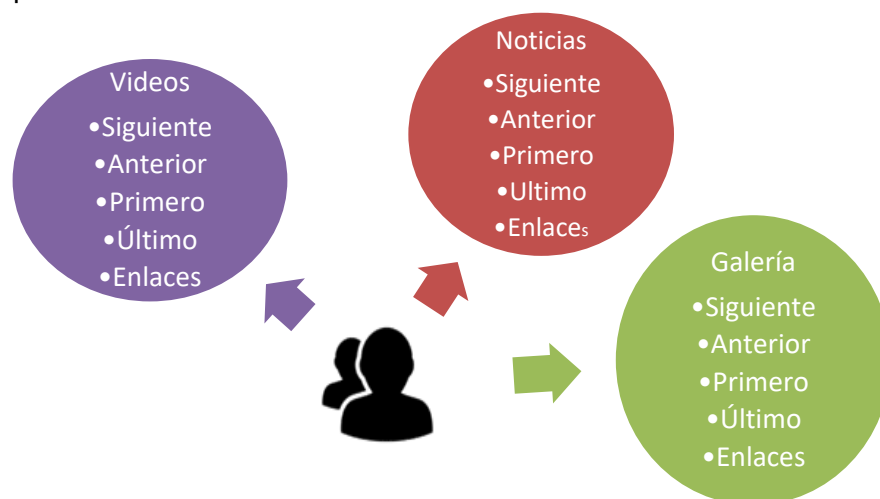 Videos
•Siguiente
•Anterior
•Primero
•Último
•Enlaces
Noticias
•Siguiente
•Anterior
•Primero
•Ultimo
•Enlaces
Galería
•Siguiente
•Anterior
•Primero
•Último
•Enlaces